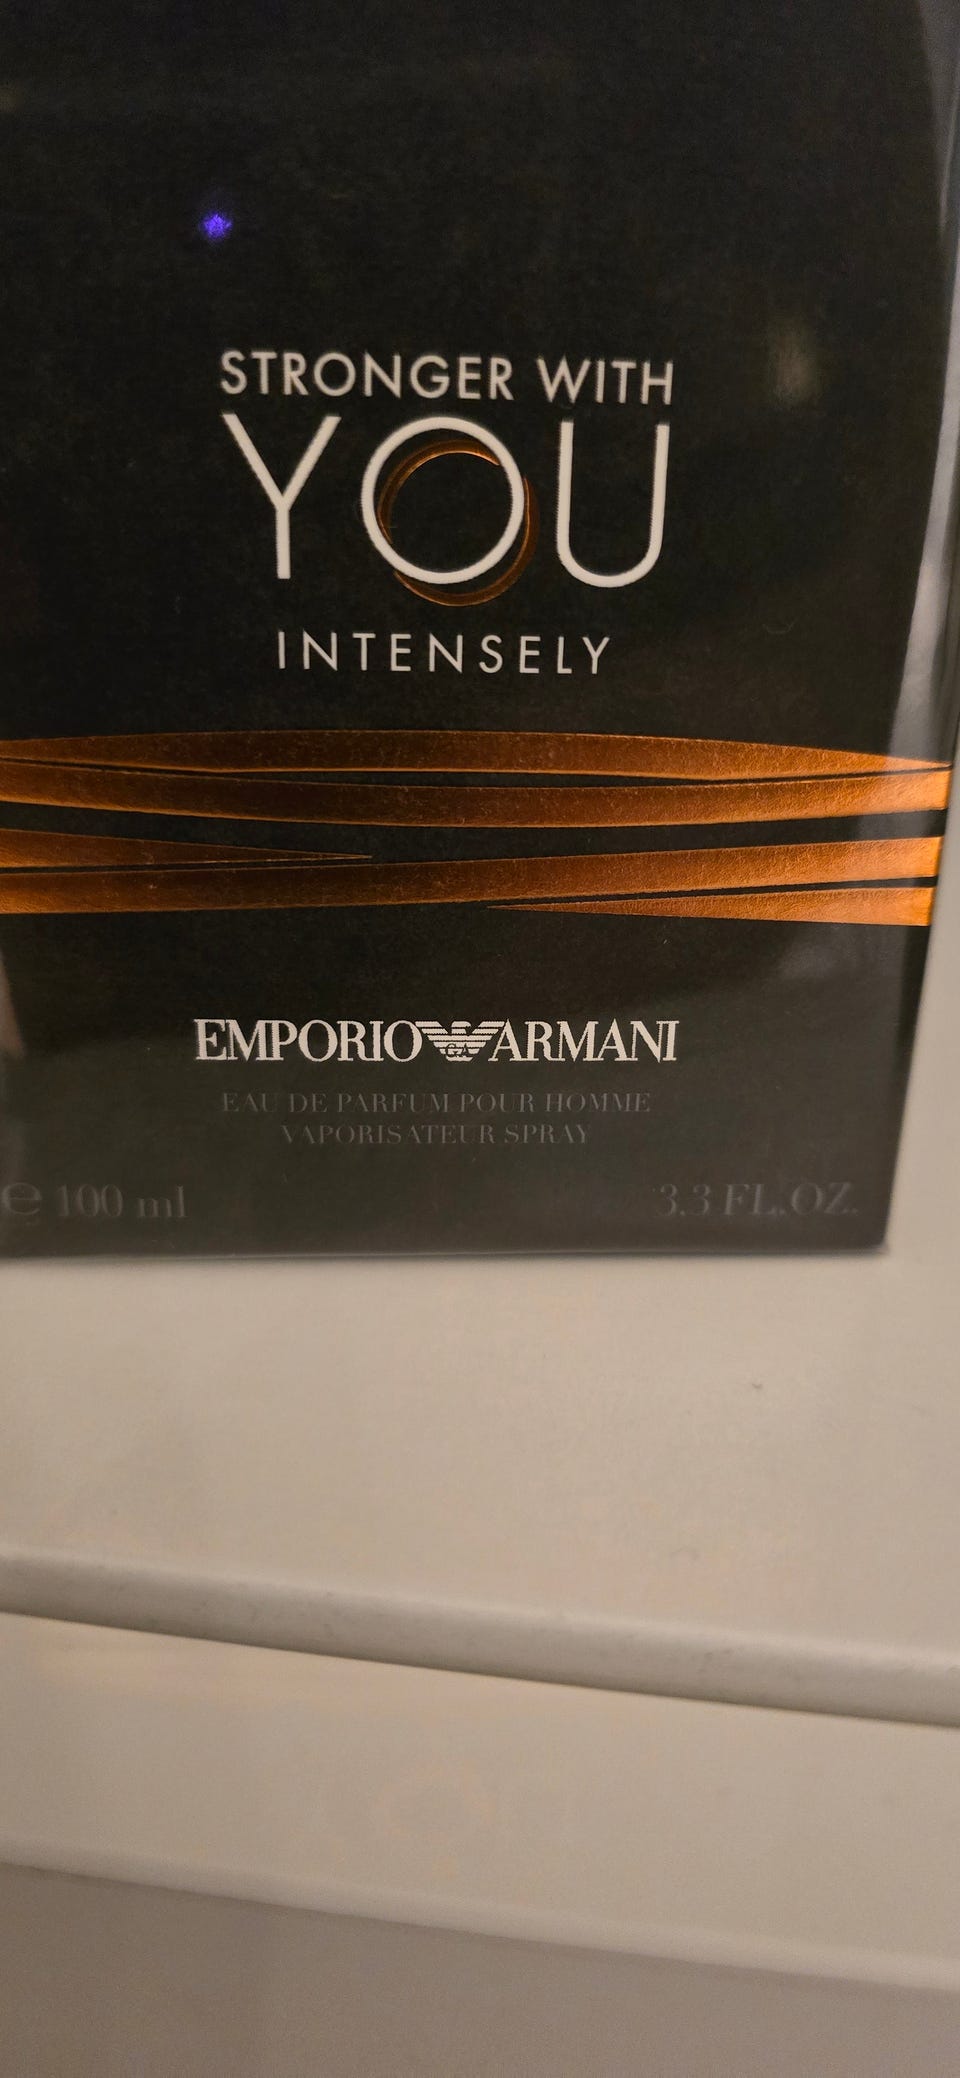 STRONGER WITH
YOU
INTENSELY
EMPORIO ARMANI
EAU DE PARFUM POUR HOMME
VAPORISATEUR SPRAY
℮ 100 ml 3.3 FL.OZ.